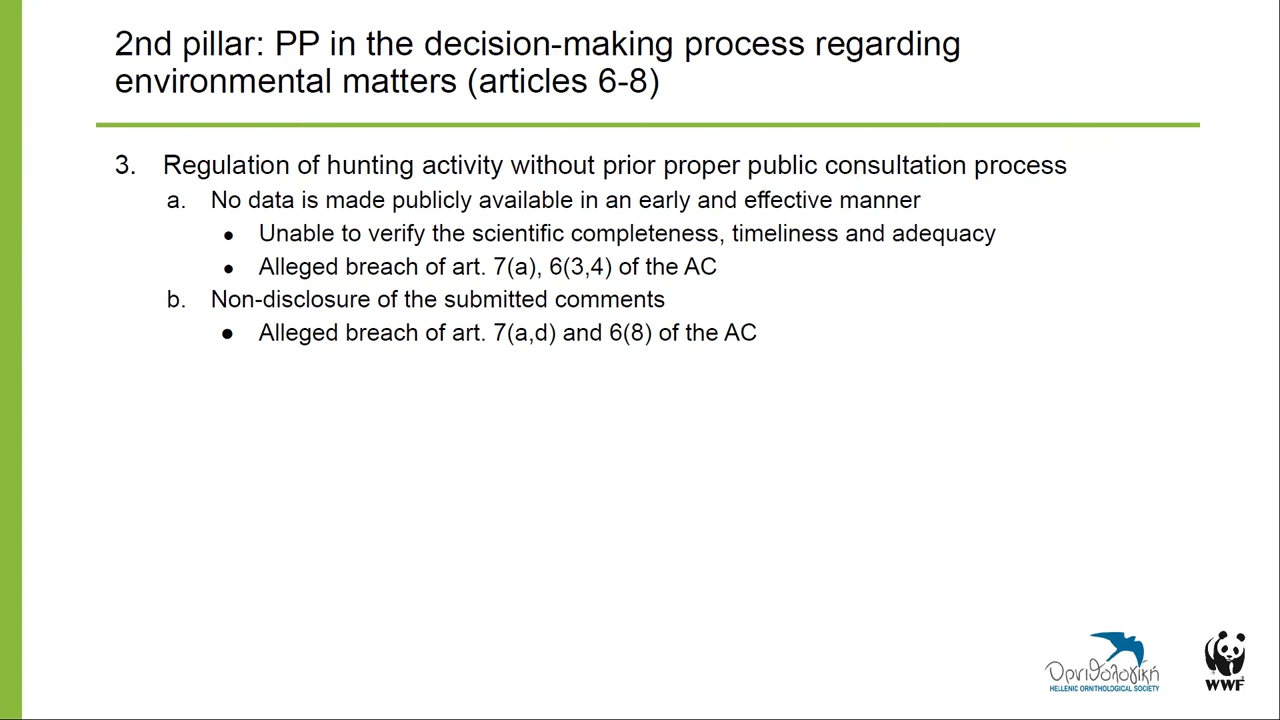 2nd pillar: PP in the decision-making process regarding
environmental matters (articles 6-8)
3. Regulation of hunting activity without prior proper public consultation process
a. No data is made publicly available in an early and effective manner
● Unable to verify the scientific completeness, timeliness and adequacy
● Alleged breach of art. 7(a), 6(3,4) of the AC
b. Non-disclosure of the submitted comments
● Alleged breach of art. 7(a,d) and 6(8) of the AC
Ορνιθολογική
HELLENIC ORNITHOLOGICAL SOCIETY
WWF